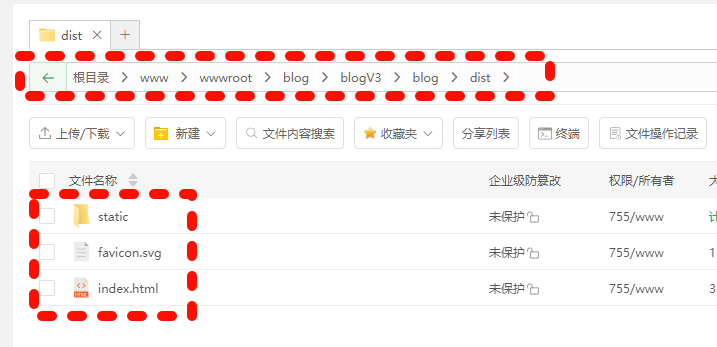 dist
根目录 www wwwroot blog blogV3 blog dist
上传/下载 新建 文件内容搜索 收藏夹 分享列表 终端 文件操作记录
文件名称 企业级防篡改 权限/所有者
static 未保护 755/www
favicon.svg 未保护 755/www 1.
index.html 未保护 755/www 3.